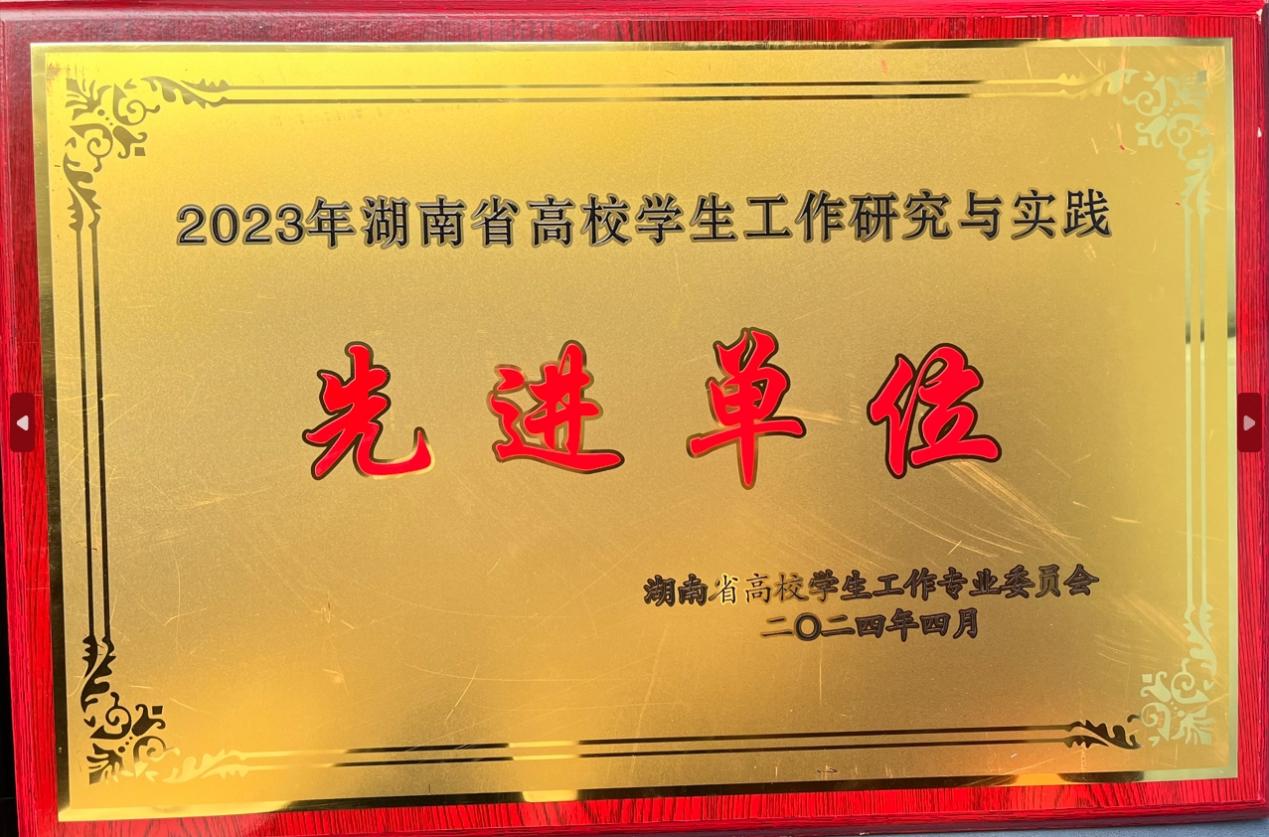 2023年湖南省高校学生工作研究与实践
先进单位
湖南省高校学生工作专业委员会
二〇二四年四月